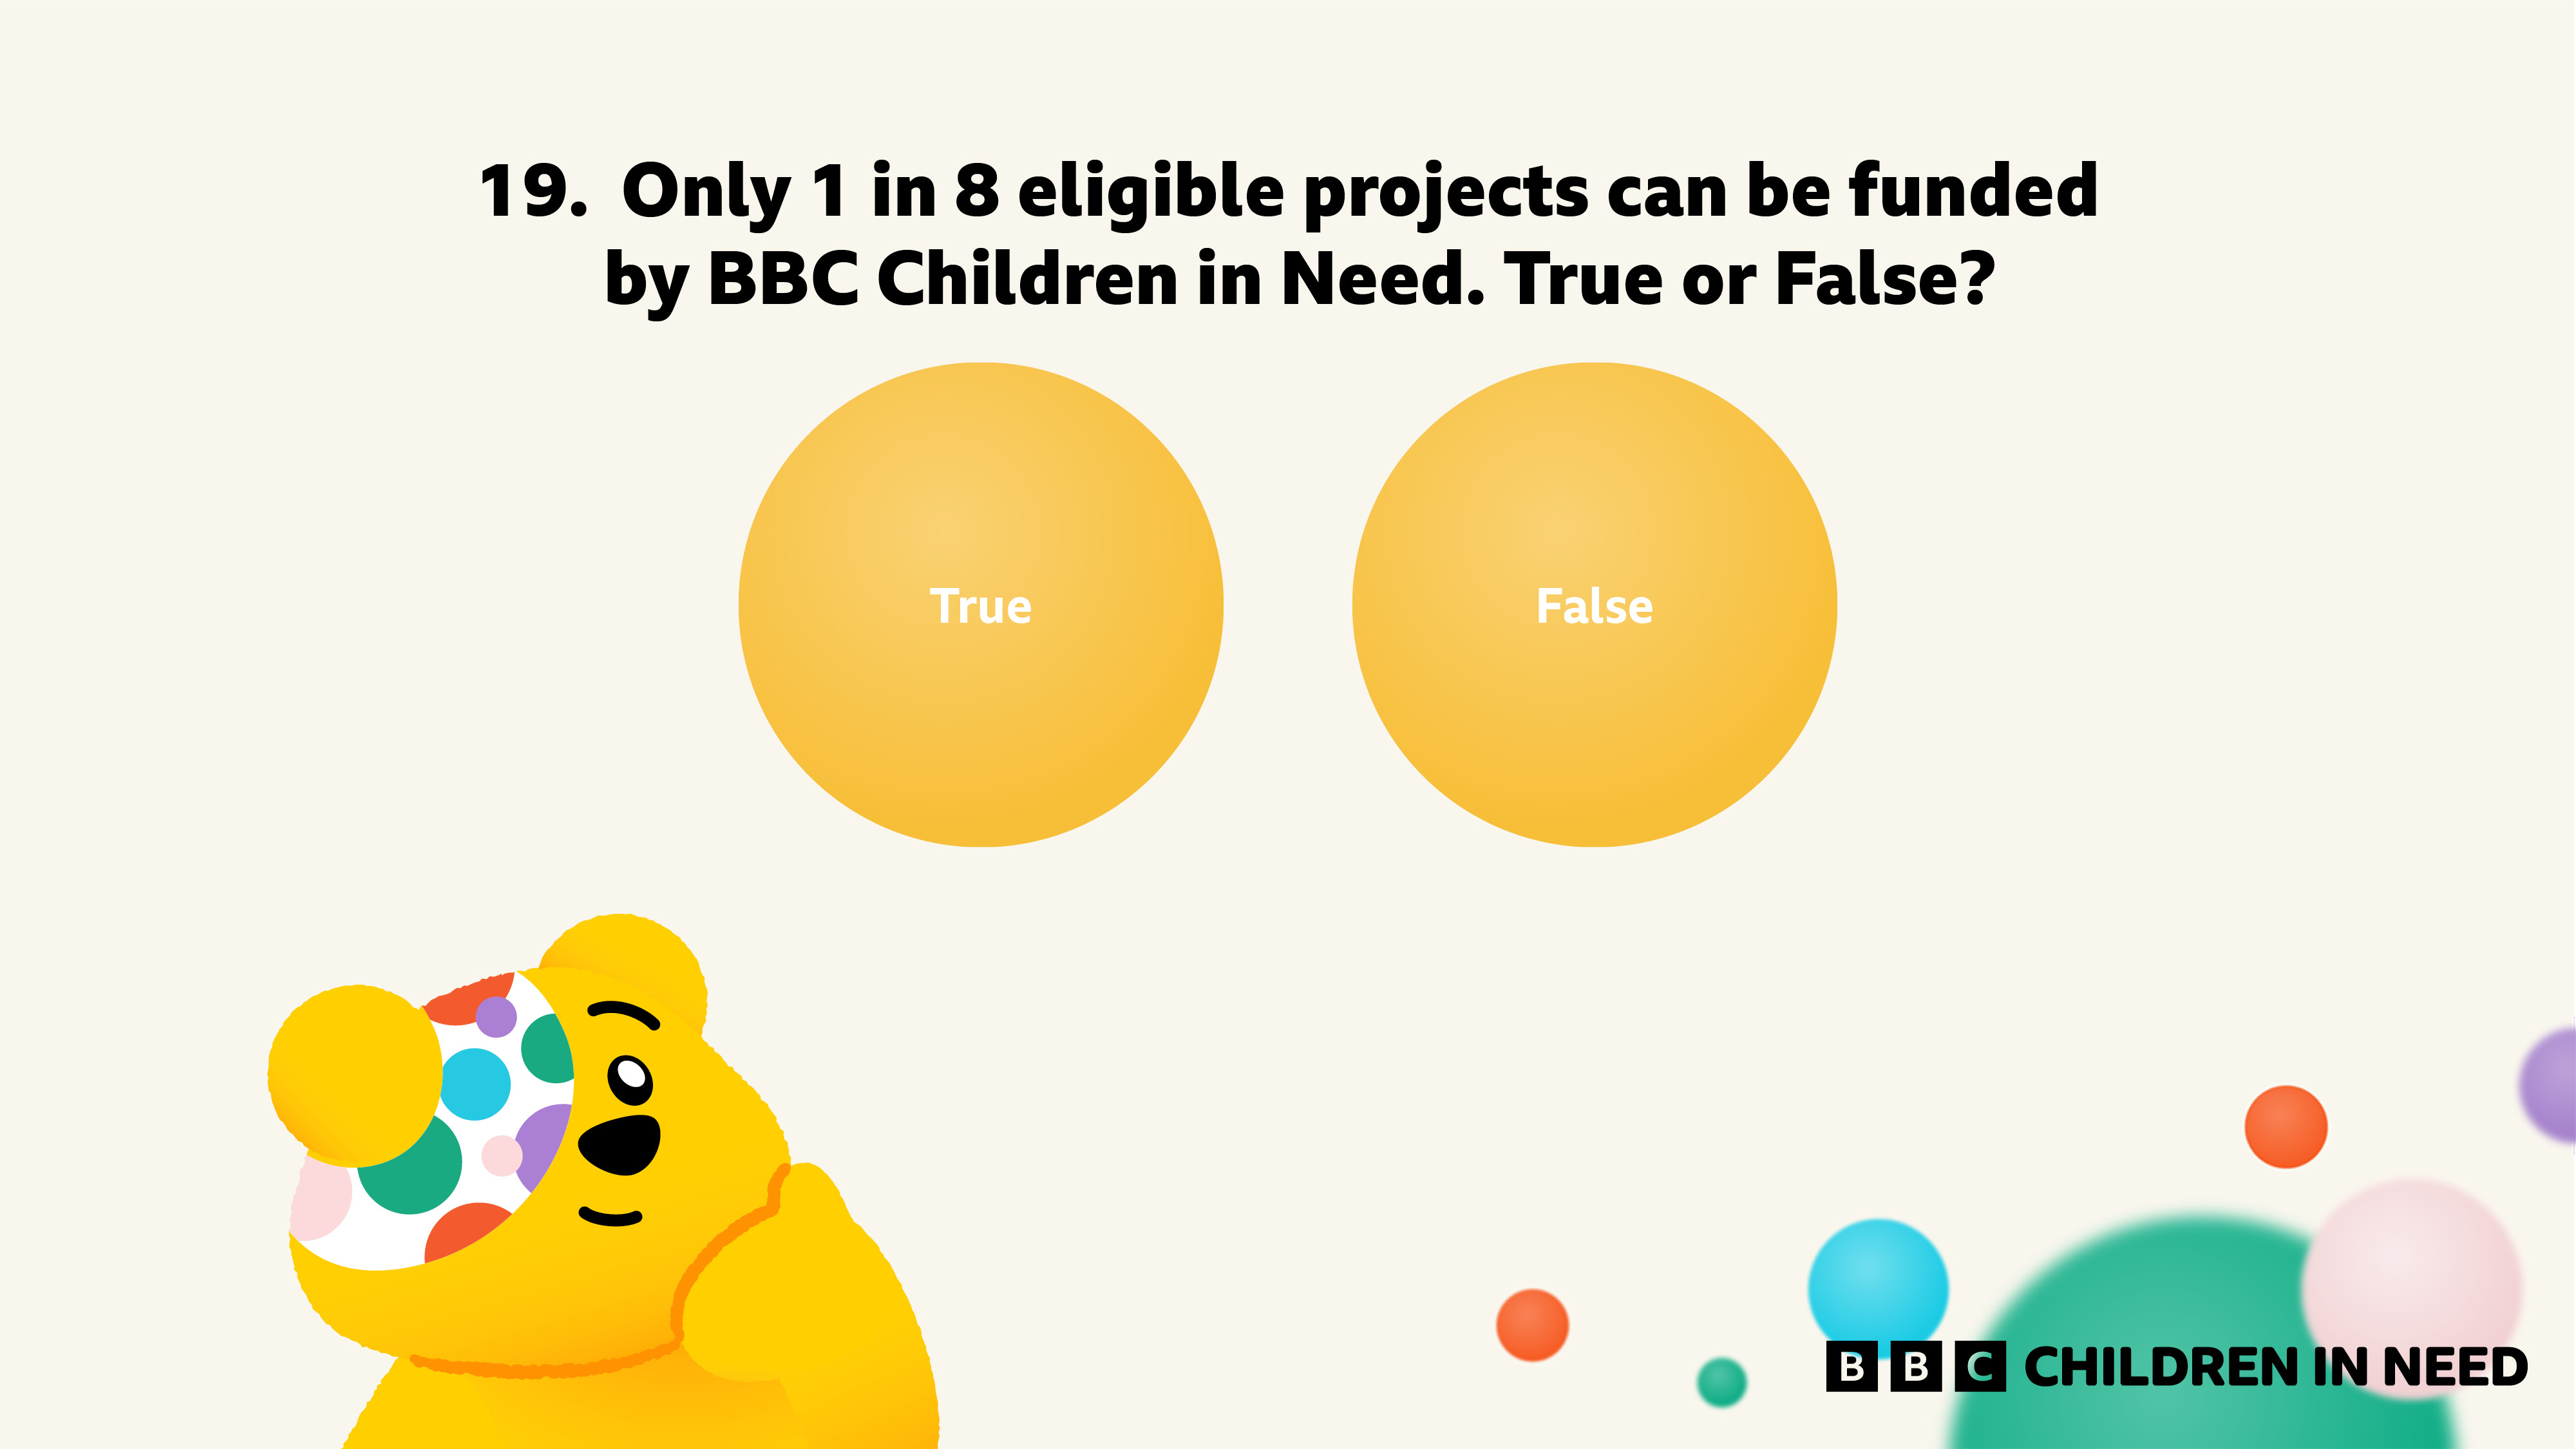 19. Only 1 in 8 eligible projects can be funded
by BBC Children in Need. True or False?
True
False
BBC CHILDREN IN NEED